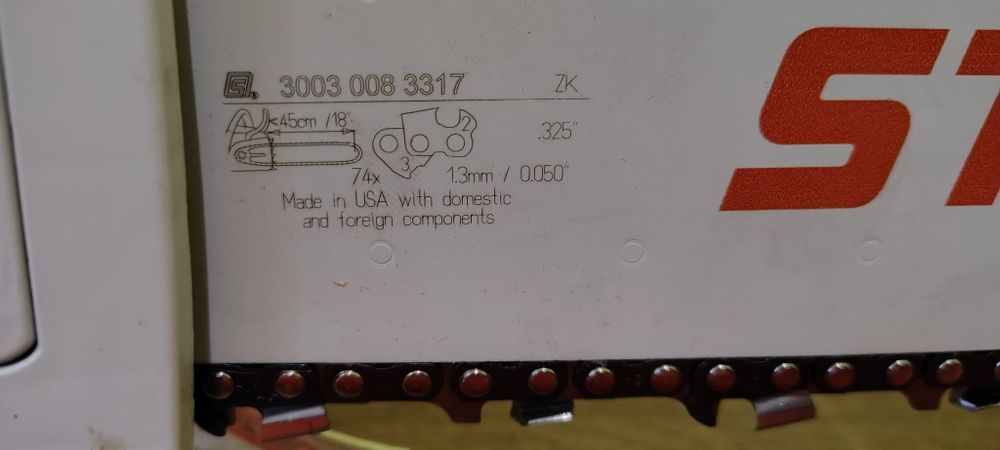 3003 008 3317 ZK
45cm /18"
.325"
3
74x 1.3mm / 0.050"
Made in USA with domestic
and foreign components
ST